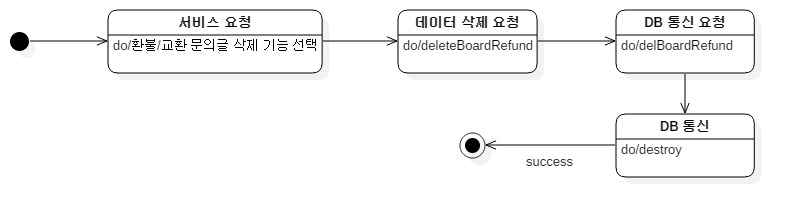 서비스 요청
do/환불/교환 문의글 삭제 기능 선택
데이터 삭제 요청
do/deleteBoardRefund
DB 통신 요청
do/delBoardRefund
DB 통신
do/destroy
success